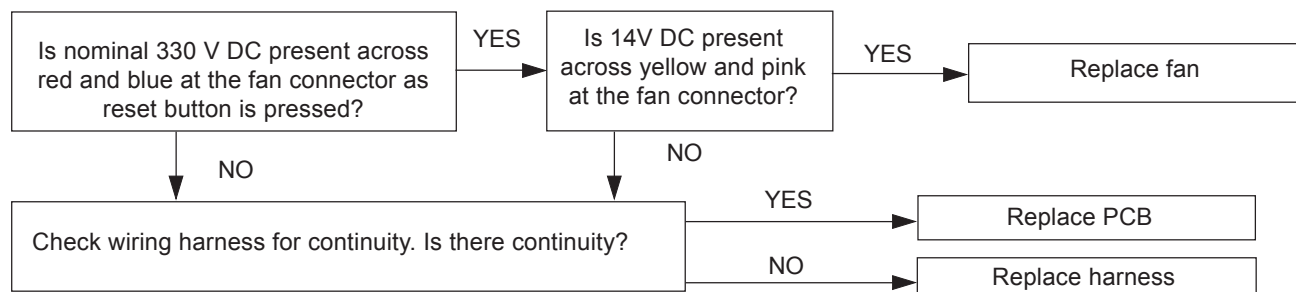 Is nominal 330 V DC present across
red and blue at the fan connector as
reset button is pressed?
YES
Is 14V DC present
across yellow and pink
at the fan connector?
YES
Replace fan
NO
NO
Check wiring harness for continuity. Is there continuity?
YES
Replace PCB
NO
Replace harness